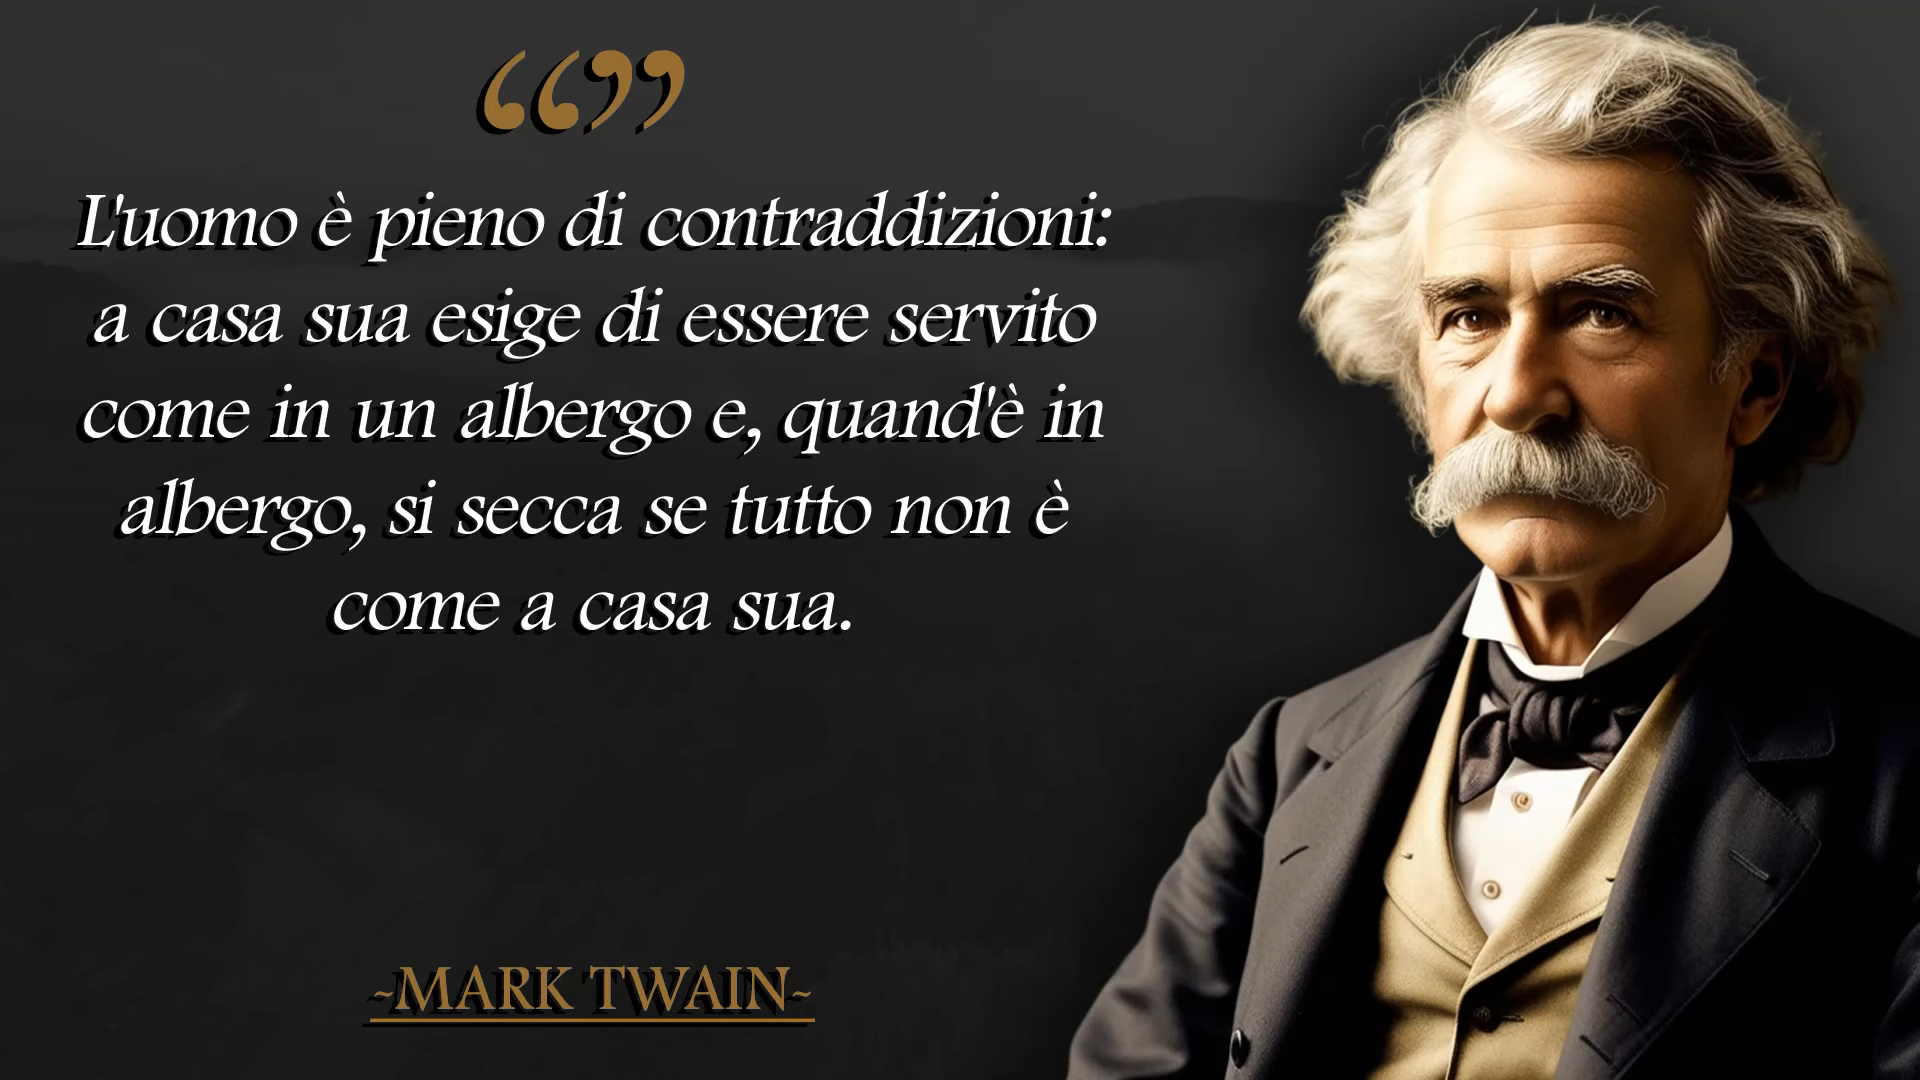 “”
L'uomo è pieno di contraddizioni:
a casa sua esige di essere servito
come in un albergo e, quand'è in
albergo, si secca se tutto non è
come a casa sua.
~MARK TWAIN~